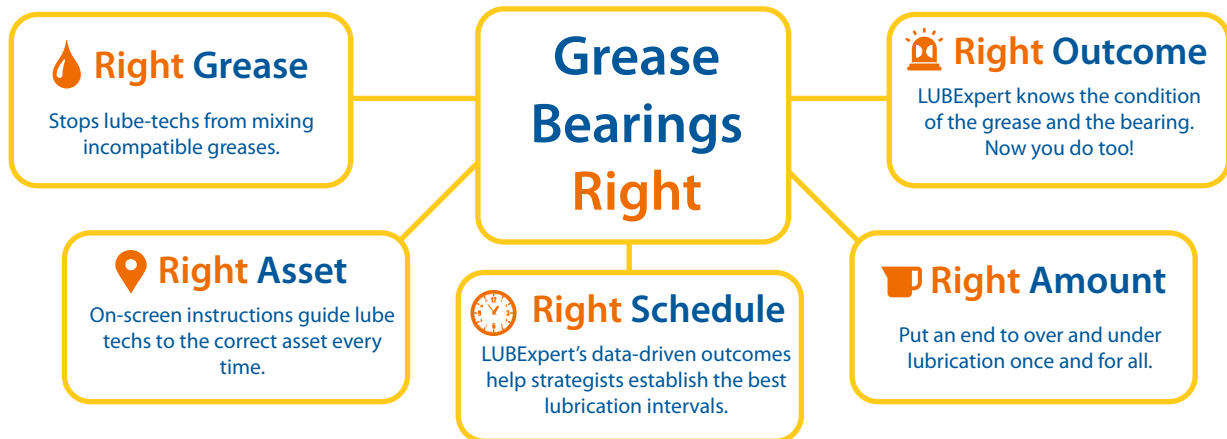 Right Grease
Stops lube-techs from mixing
incompatible greases.
Grease
Bearings
Right
Right Outcome
LUBExpert knows the condition
of the grease and the bearing.
Now you do too!
Right Asset
On-screen instructions guide lube
techs to the correct asset every
time.
Right Schedule
LUBExpert’s data-driven outcomes
help strategists establish the best
lubrication intervals.
Right Amount
Put an end to over and under
lubrication once and for all.